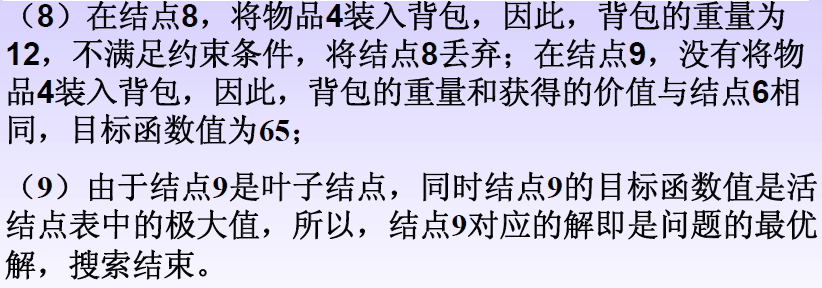 （8）在结点8，将物品4装入背包，因此，背包的重量为
12，不满足约束条件，将结点8丢弃；在结点9，没有将物
品4装入背包，因此，背包的重量和获得的价值与结点6相
同，目标函数值为65；
（9）由于结点9是叶子结点，同时结点9的目标函数值是活
结点表中的极大值，所以，结点9对应的解即是问题的最优
解，搜索结束。